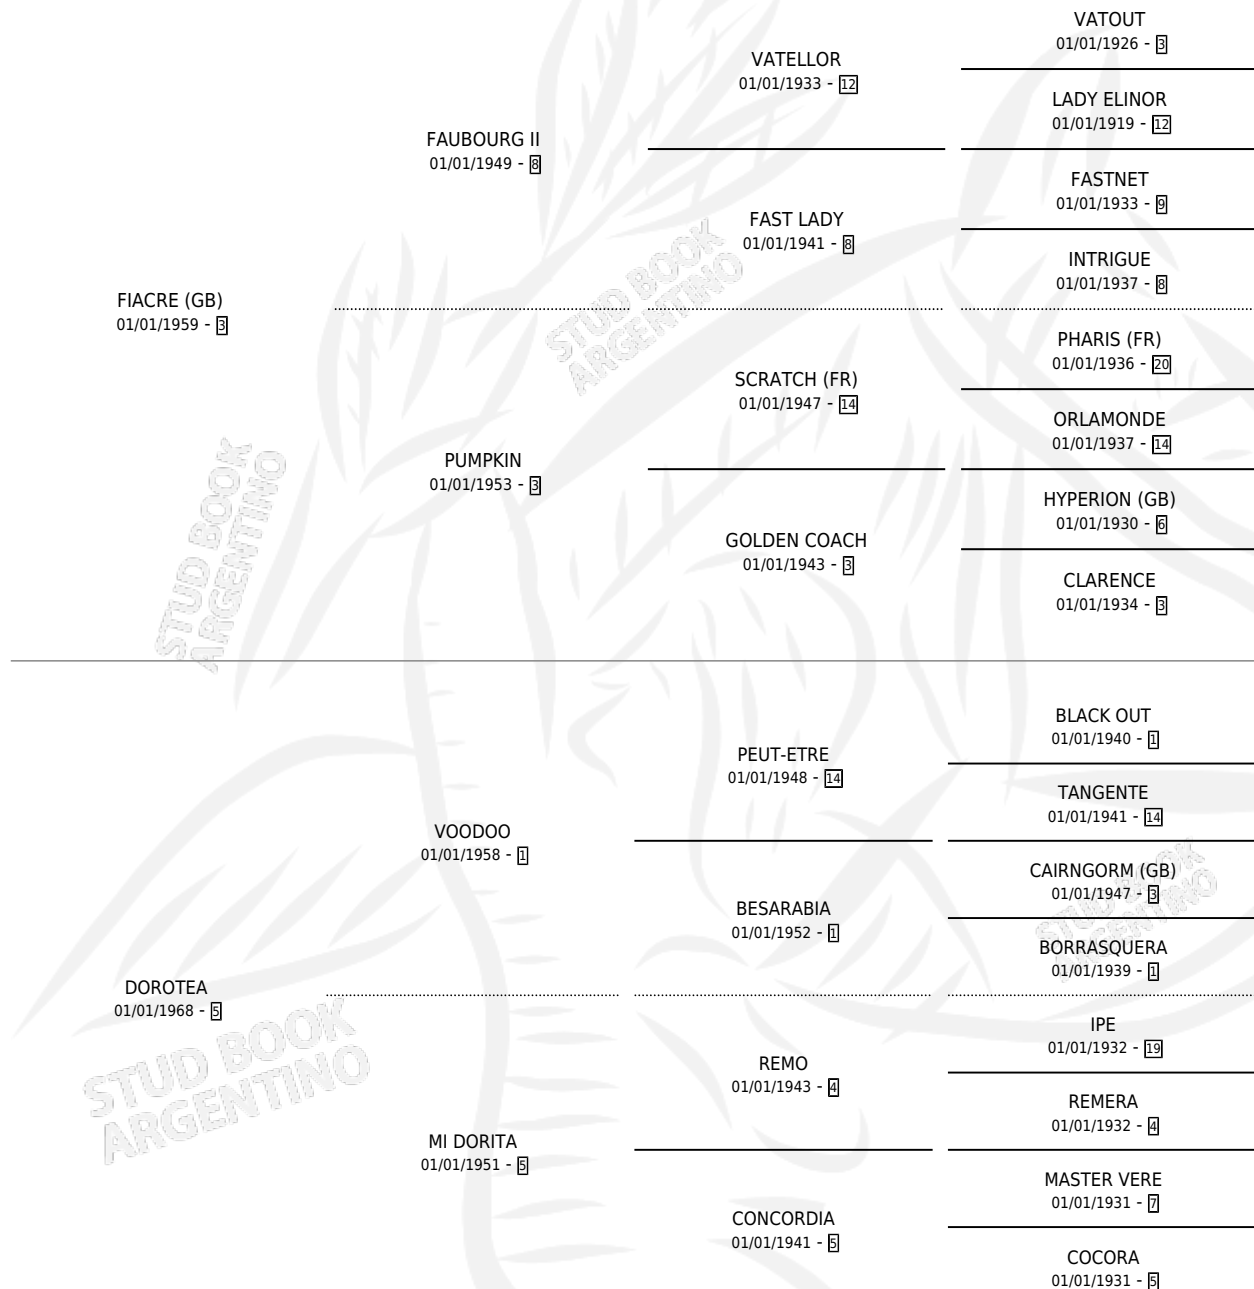 VATOUT
01/01/1926 - 3
VATELLOR
01/01/1933 - 12
LADY ELINOR
01/01/1919 - 12
FAUBOURG II
01/01/1949 - 8
FASTNET
01/01/1933 - 9
FAST LADY
01/01/1941 - 8
INTRIGUE
01/01/1937 - 8
FIACRE (GB)
01/01/1959 - 3
PHARIS (FR)
01/01/1936 - 20
SCRATCH (FR)
01/01/1947 - 14
ORLAMONDE
01/01/1937 - 14
PUMPKIN
01/01/1953 - 3
HYPERION (GB)
01/01/1930 - 6
GOLDEN COACH
01/01/1943 - 3
CLARENCE
01/01/1934 - 3
BLACK OUT
01/01/1940 - 1
PEUT-ETRE
01/01/1948 - 14
TANGENTE
01/01/1941 - 14
VOODOO
01/01/1958 - 1
CAIRNGORM (GB)
01/01/1947 - 3
BESARABIA
01/01/1952 - 1
BORRASQUERA
01/01/1939 - 1
DOROTEA
01/01/1968 - 5
IPE
01/01/1932 - 19
REMO
01/01/1943 - 4
REMERA
01/01/1932 - 4
MI DORITA
01/01/1951 - 5
MASTER VERE
01/01/1931 - 7
CONCORDIA
01/01/1941 - 5
COCORA
01/01/1931 - 5
STUD BOOK
ARGENTINO
STUD BOOK
ARGENTINO
STUD BOOK
ARGENTINO
STUD BOOK
ARGENTINO